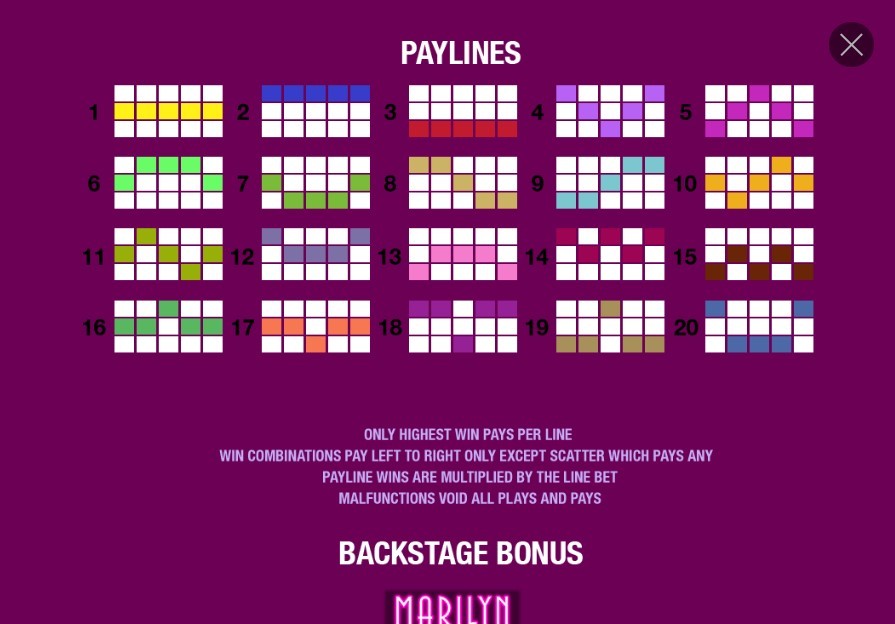 PAYLINES
1 2 3 4 5
6 7 8 9 10
11 12 13 14 15
16 17 18 19 20
ONLY HIGHEST WIN PAYS PER LINE
WIN COMBINATIONS PAY LEFT TO RIGHT ONLY EXCEPT SCATTER WHICH PAYS ANY
PAYLINE WINS ARE MULTIPLIED BY THE LINE BET
MALFUNCTIONS VOID ALL PLAYS AND PAYS
BACKSTAGE BONUS
MARILYN